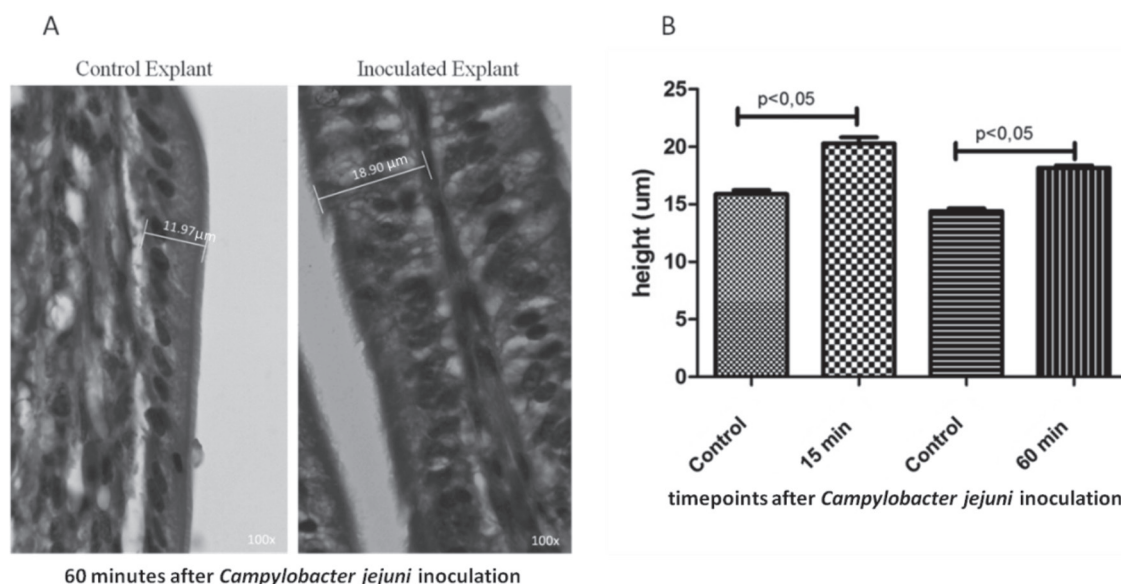 A
Control Explant
Inoculated Explant
11.97µm
18.90 µm
100x
100x
60 minutes after Campylobacter jejuni inoculation
B
25
20
15
10
5
0
height (um)
p<0,05
p<0,05
Control
15 min
Control
60 min
timepoints after Campylobacter jejuni inoculation